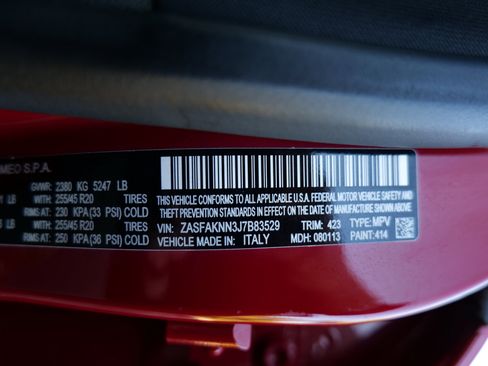 MEO S.P.A.
GVWR: 2380 KG 5247 LB
LB WITH 255/45 R20 TIRES
RIMS AT 230 KPA(33 PSI) COLD
LB WITH 255/45 R20 TIRES
RIMS AT 250 KPA(36 PSI) COLD
THIS VEHICLE CONFORMS TO ALL APPLICABLE U.S.A. FEDERAL MOTOR VEHICLE SAFETY AND
THEFT PREVENTION STANDARDS IN EFFECT ON THE DATE OF MANUFACTURE SHOWN ABOVE.
VIN: ZASFAKNN3J7B83529 TYPE: MPV
VEHICLE MADE IN: ITALY
TRIM: 423
MDH: 080113 PAINT: 414